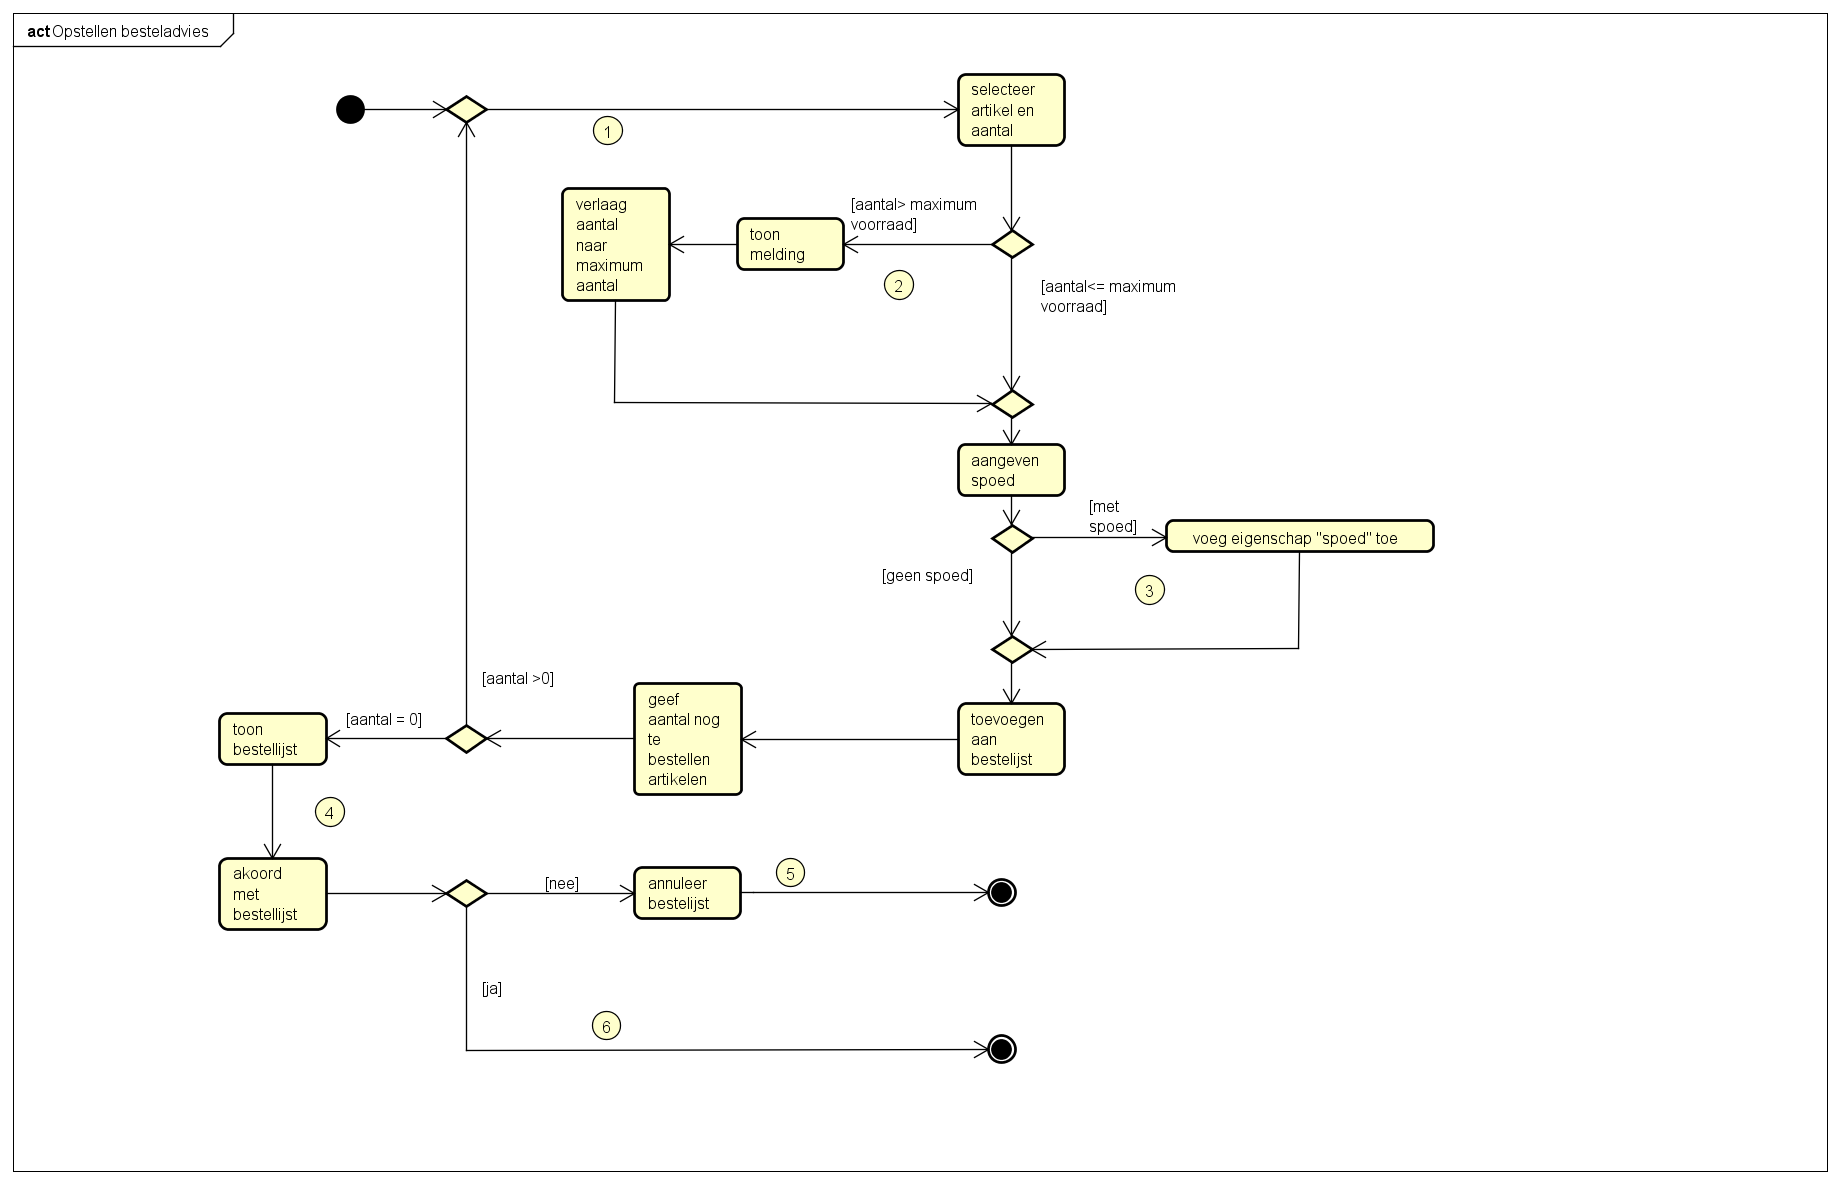 act Opstellen besteladvies
selecteer
artikel en
aantal
1
verlaag
aantal
naar
maximum
aantal
toon
melding
[aantal> maximum
voorraad]
2
[aantal<= maximum
voorraad]
aangeven
spoed
[met
spoed]
voeg eigenschap "spoed" toe
[geen spoed]
3
[aantal >0]
geef
aantal nog
te
bestellen
artikelen
toevoegen
aan
bestelijst
[aantal = 0]
toon
bestellijst
4
akoord
met
bestellijst
[nee]
annuleer
bestelijst
5
[ja]
6